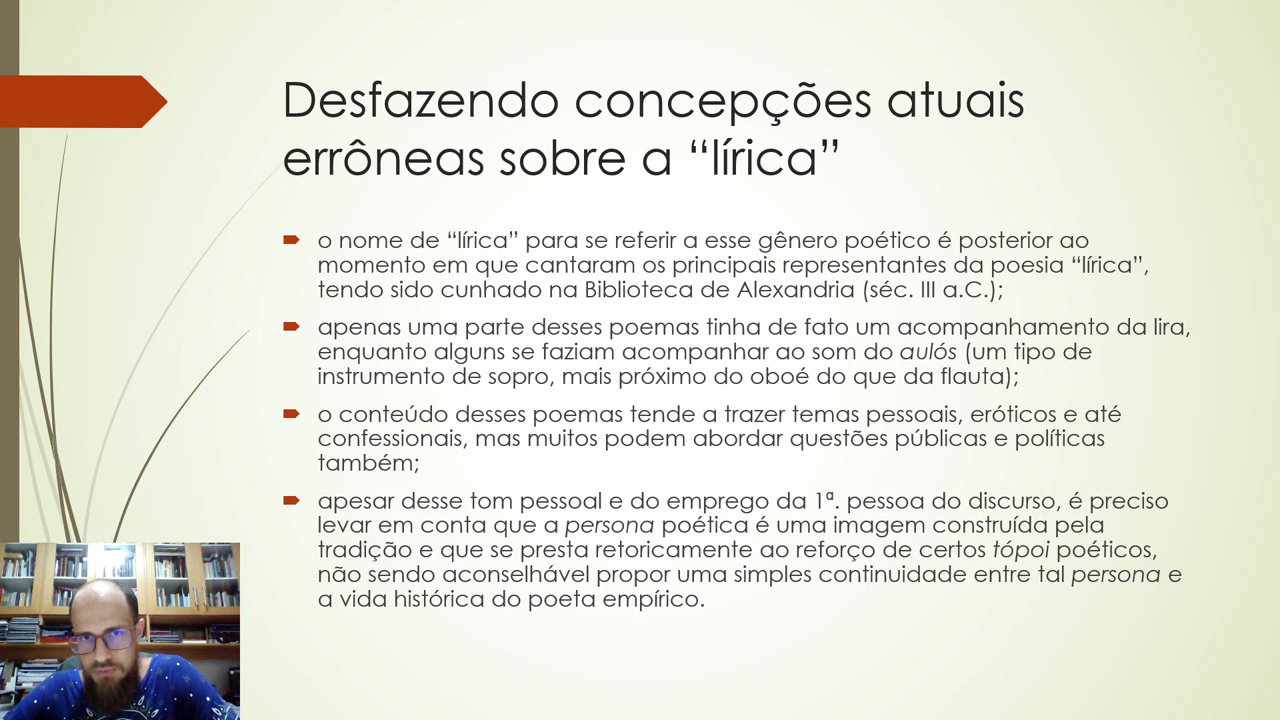 Desfazendo concepções atuais
errôneas sobre a “lírica”
o nome de “lírica” para se referir a esse gênero poético é posterior ao
momento em que cantaram os principais representantes da poesia “lírica”,
tendo sido cunhado na Biblioteca de Alexandria (séc. III a.C.);
apenas uma parte desses poemas tinha de fato um acompanhamento da lira,
enquanto alguns se faziam acompanhar ao som do aulós (um tipo de
instrumento de sopro, mais próximo do oboé do que da flauta);
o conteúdo desses poemas tende a trazer temas pessoais, eróticos e até
confessionais, mas muitos podem abordar questões públicas e políticas
também;
apesar desse tom pessoal e do emprego da 1ª. pessoa do discurso, é preciso
levar em conta que a persona poética é uma imagem construída pela
tradição e que se presta retoricamente ao reforço de certos tópoi poéticos,
não sendo aconselhável propor uma simples continuidade entre tal persona e
a vida histórica do poeta empírico.